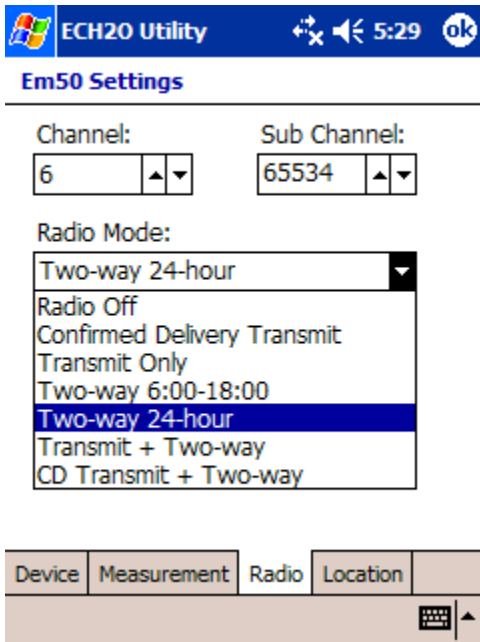 ECH2O Utility 5:29 ok
Em50 Settings
Channel: Sub Channel:
6 65534
Radio Mode:
Two-way 24-hour
Radio Off
Confirmed Delivery Transmit
Transmit Only
Two-way 6:00-18:00
Two-way 24-hour
Transmit + Two-way
CD Transmit + Two-way
Device Measurement Radio Location